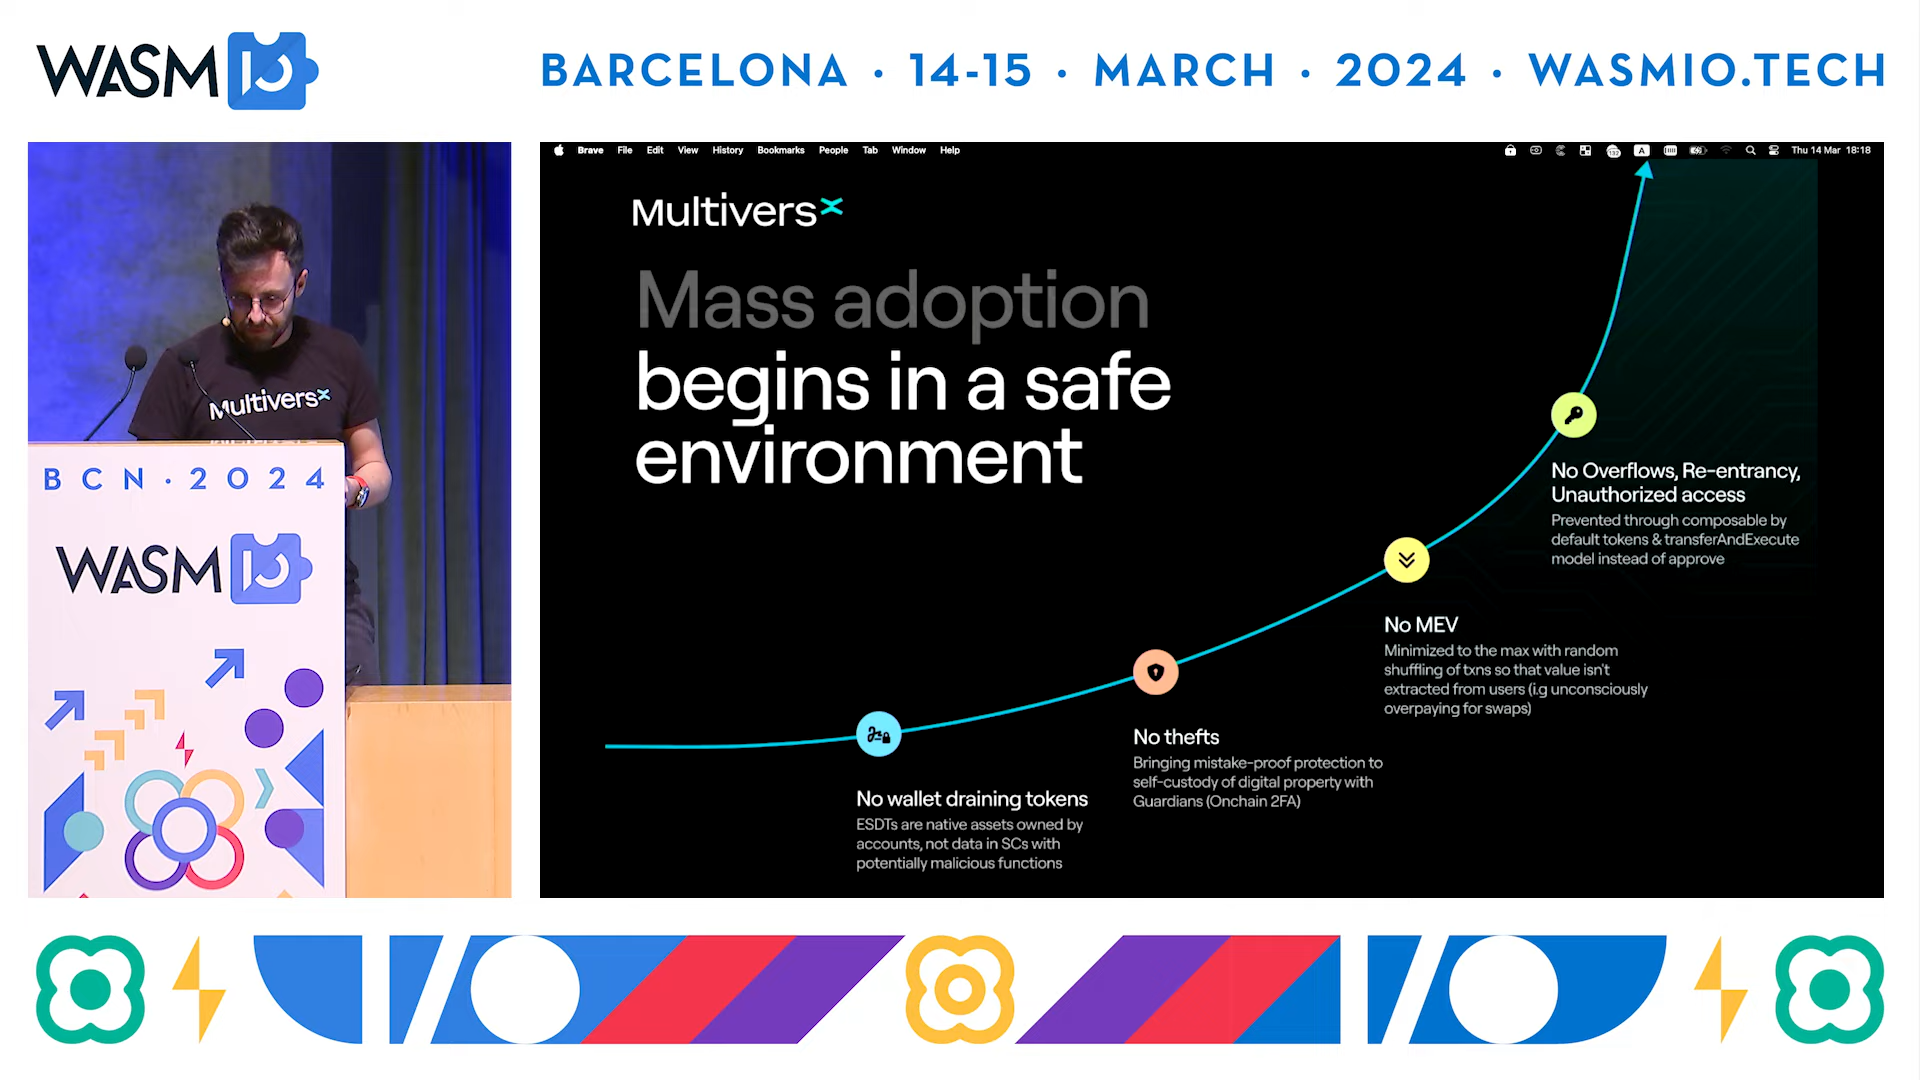 WASM IO
BARCELONA · 14-15 · MARCH · 2024 · WASMIO.TECH
Brave File Edit View History Bookmarks People Tab Window Help
A
Thu 14 Mar 18:18
Multivers
Mass adoption
begins in a safe
environment
No Overflows, Re-entrancy,
Unauthorized access
Prevented through composable by
default tokens & transferAndExecute
model instead of approve
No MEV
Minimized to the max with random
shuffling of txns so that value isn't
extracted from users (i.g unconsciously
overpaying for swaps)
No thefts
Bringing mistake-proof protection to
self-custody of digital property with
Guardians (Onchain 2FA)
No wallet draining tokens
ESDTs are native assets owned by
accounts, not data in SCs with
potentially malicious functions
Multivers
BCN·2024
WASM IO